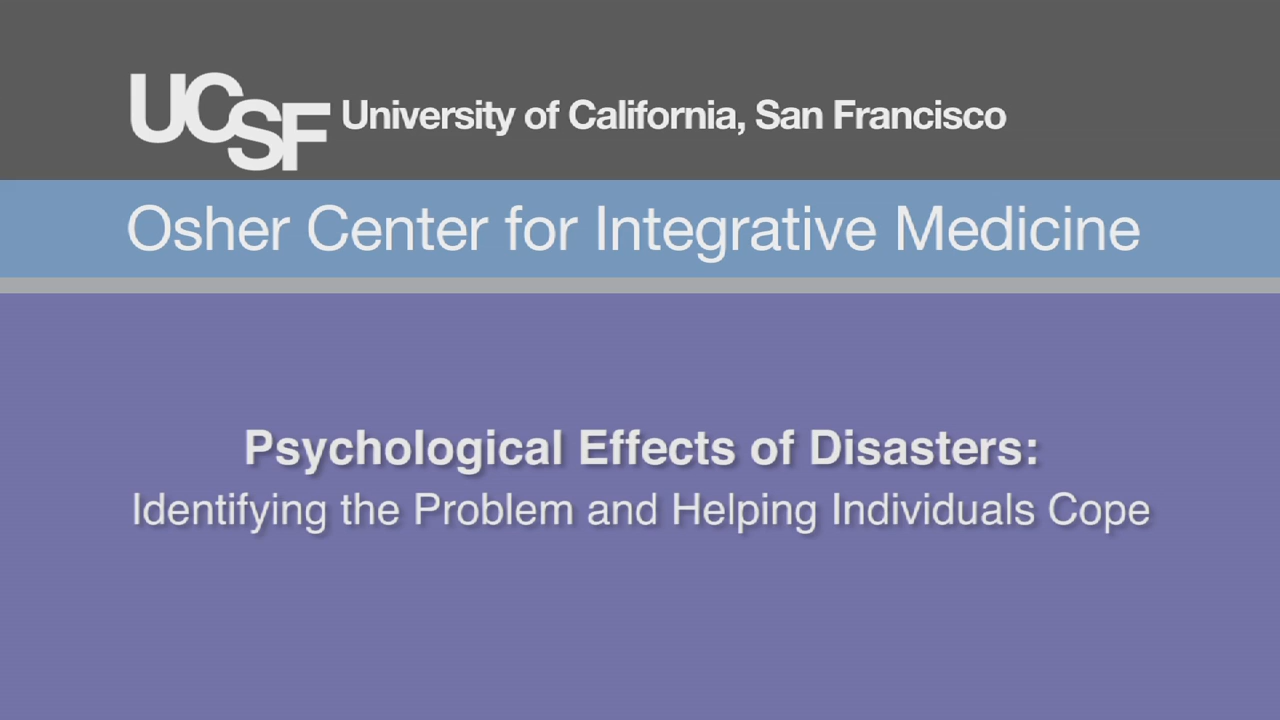 UCSF University of California, San Francisco
Osher Center for Integrative Medicine
Psychological Effects of Disasters:
Identifying the Problem and Helping Individuals Cope